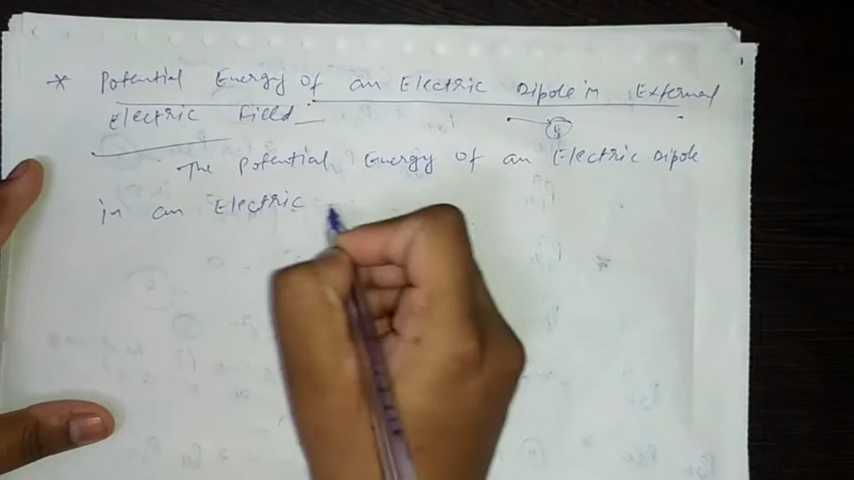 * Potential Energy of an Electric Dipole in External
Electric Field
The Potential Energy of an Electric Dipole
in an Electric